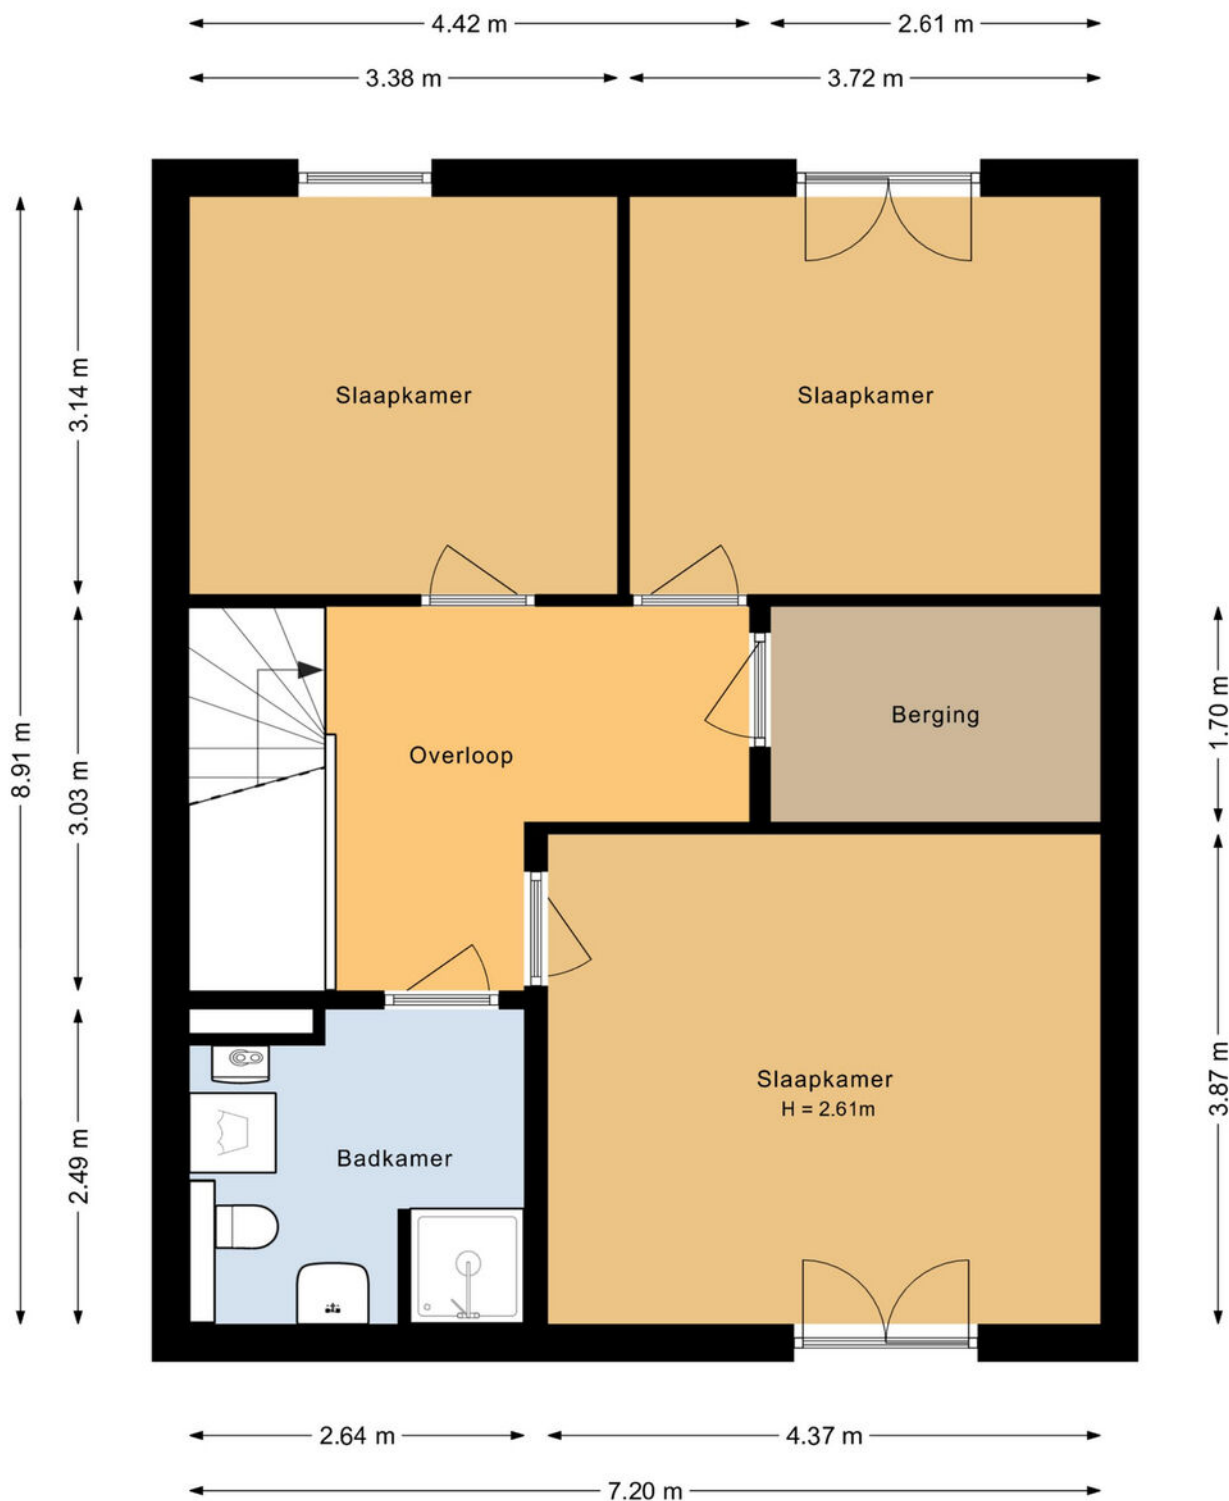 4.42 m
2.61 m
3.38 m
3.72 m
Slaapkamer
Slaapkamer
3.14 m
8.91 m
3.03 m
Overloop
Berging
1.70 m
Slaapkamer
H = 2.61m
3.87 m
Badkamer
2.49 m
2.64 m
4.37 m
7.20 m